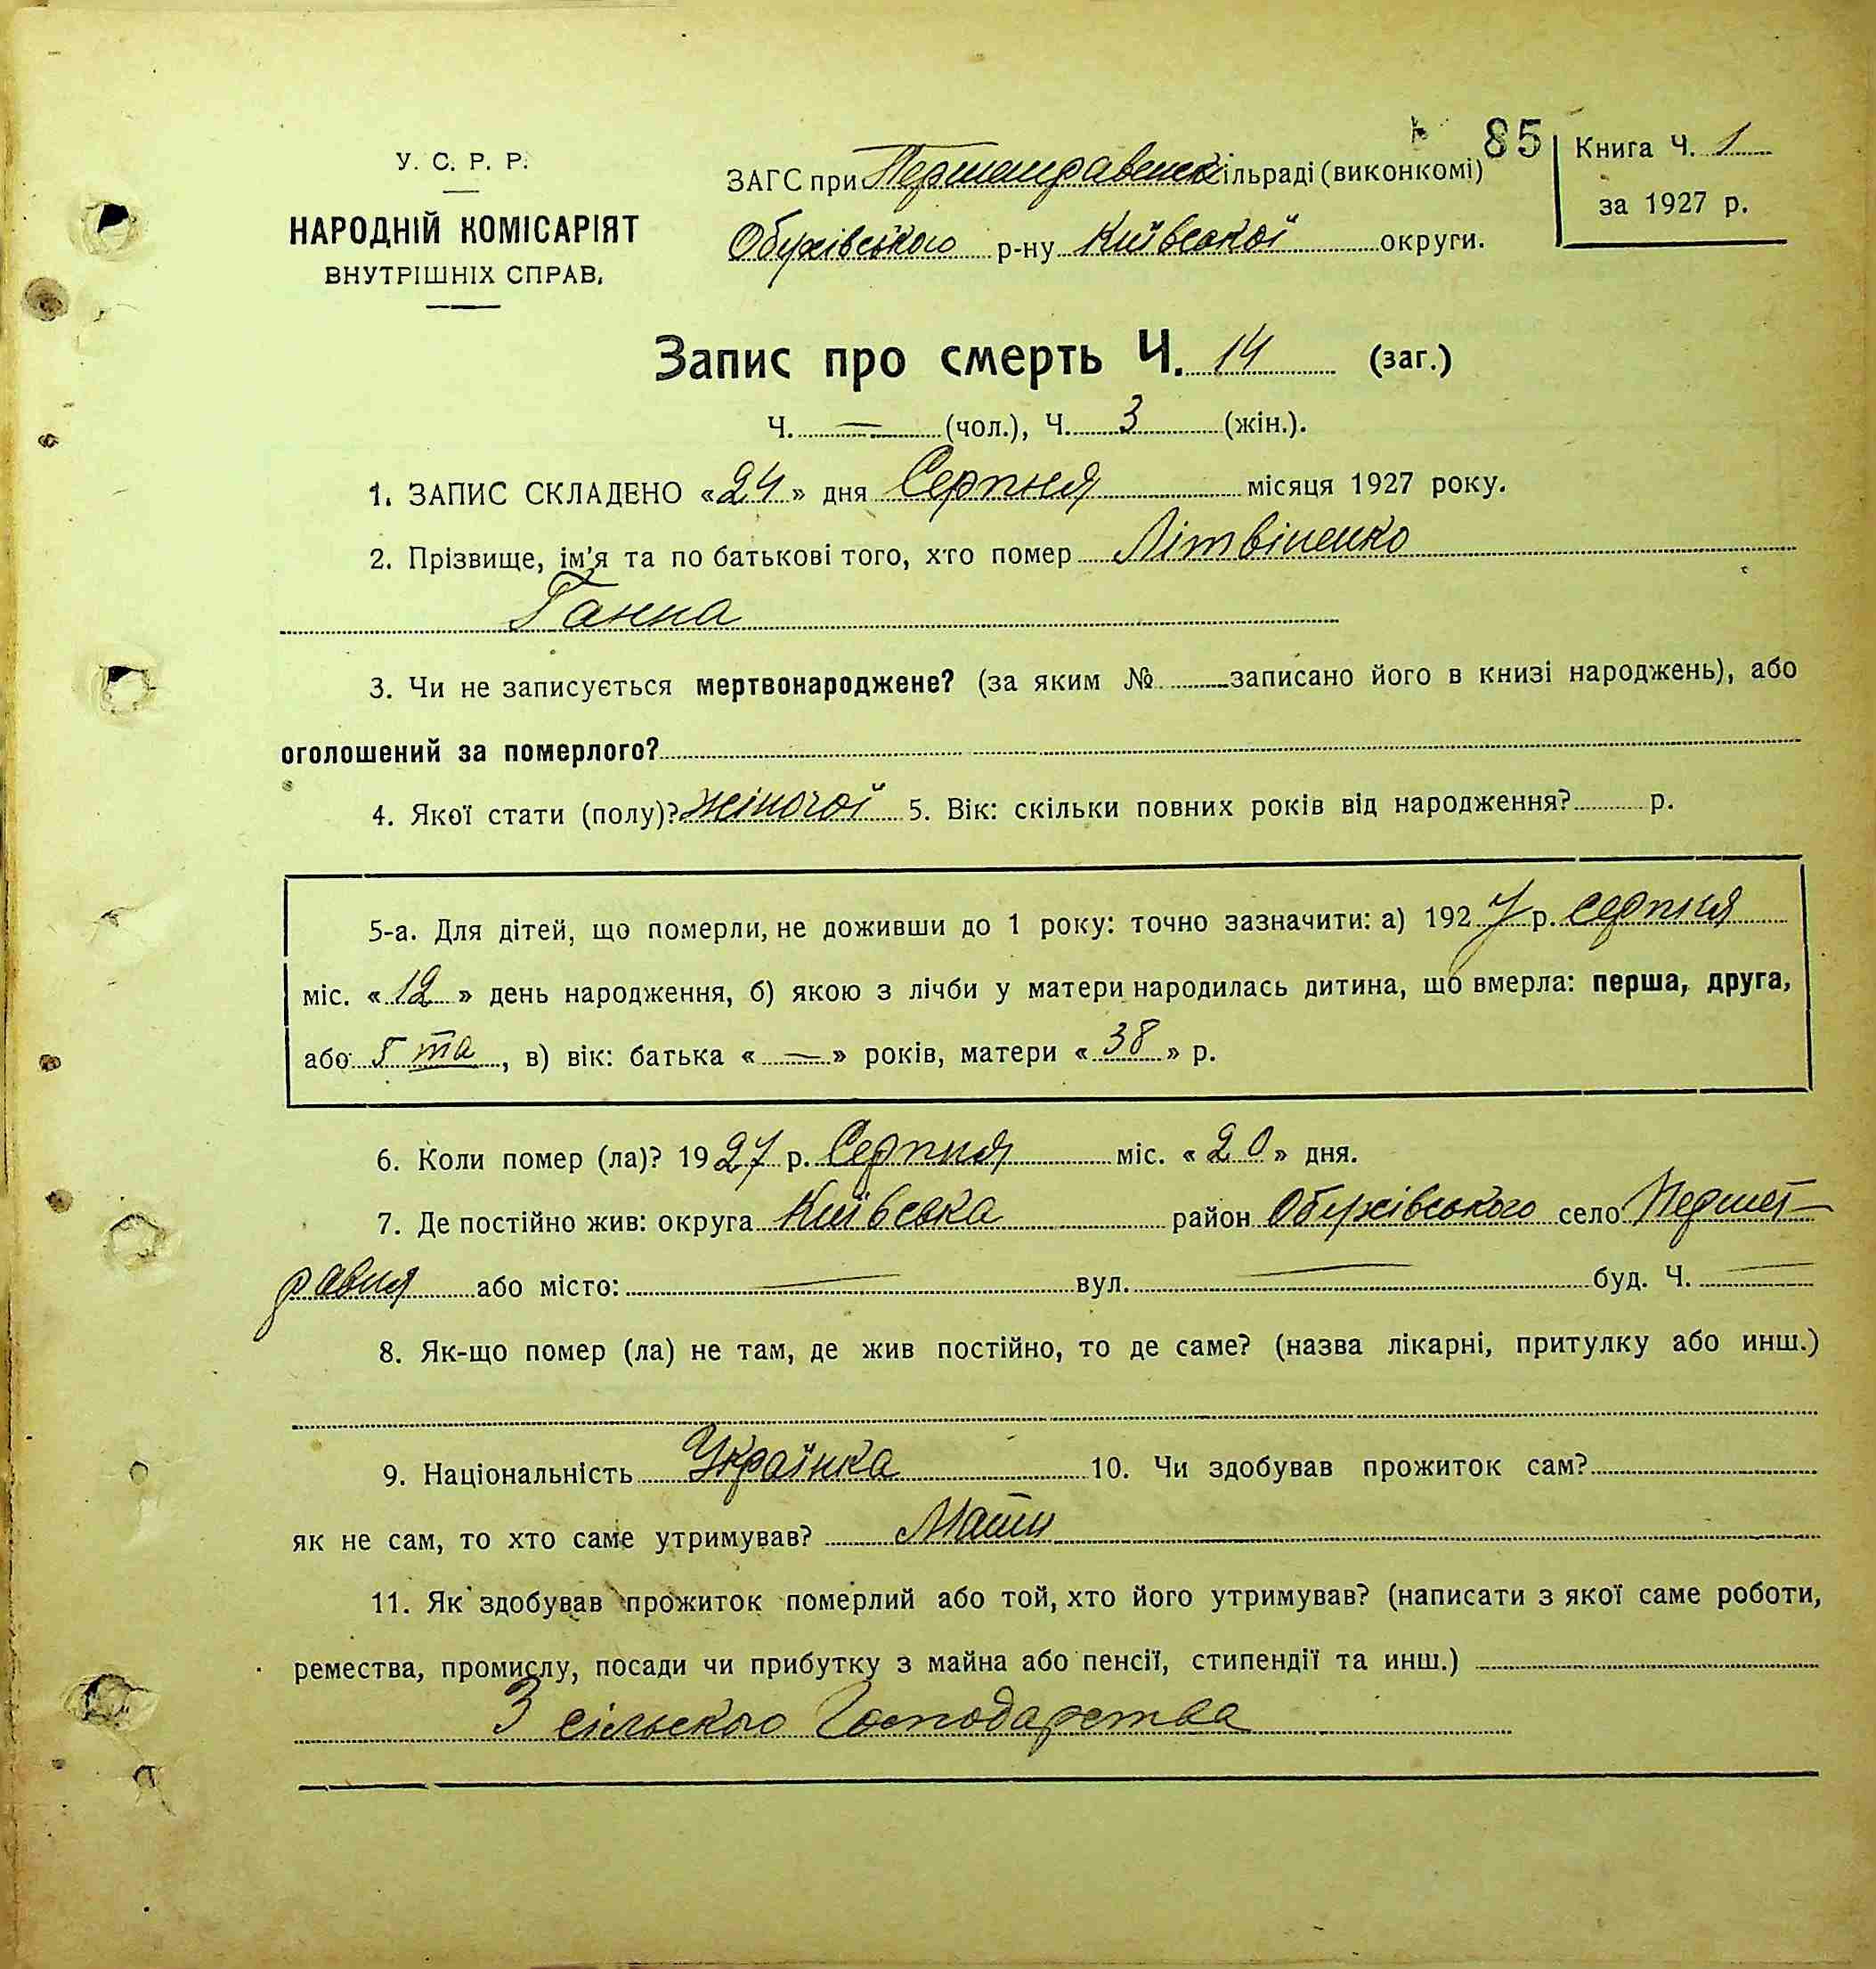 85
У. С. Р. Р.
НАРОДНІЙ КОМІСАРІЯТ
ВНУТРІШНІХ СПРАВ,
ЗАГС при ільраді (виконкомі)
Обухівського р-ну Київської округи.
Книга Ч. 1
за 1927 р.
Запис про смерть Ч. 14 (заг.)
Ч. — (чол.), Ч. 3 (жін.).
1. ЗАПИС СКЛАДЕНО «24» дня Серпня місяця 1927 року.
2. Прізвище, ім'я та по батькові того, хто помер Літвіненко
Ганна
3. Чи не записується мертвонароджене? (за яким № записано його в книзі народжень), або
оголошений за померлого?
4. Якої стати (полу)? жіночої 5. Вік: скільки повних років від народження? р.
5-а. Для дітей, що померли, не доживши до 1 року: точно зазначити: а) 1927 р. серпня
міс. «12» день народження, б) якою з лічби у матери народилась дитина, що вмерла: перша, друга,
або 5 та, в) вік: батька «—» років, матери «38» р.
6. Коли помер (ла)? 1927 р. Серпня міс. «20» дня.
7. Де постійно жив: округа Київська район Обухівського село
равня або місто: — вул. — буд. Ч. —
8. Як-що помер (ла) не там, де жив постійно, то де саме? (назва лікарні, притулку або инш.)
9. Національність Українка 10. Чи здобував прожиток сам?
як не сам, то хто саме утримував? Мати
11. Як здобував прожиток померлий або той, хто його утримував? (написати з якої саме роботи,
ремества, промислу, посади чи прибутку з майна або пенсії, стипендії та инш.)
З сільского Господарства